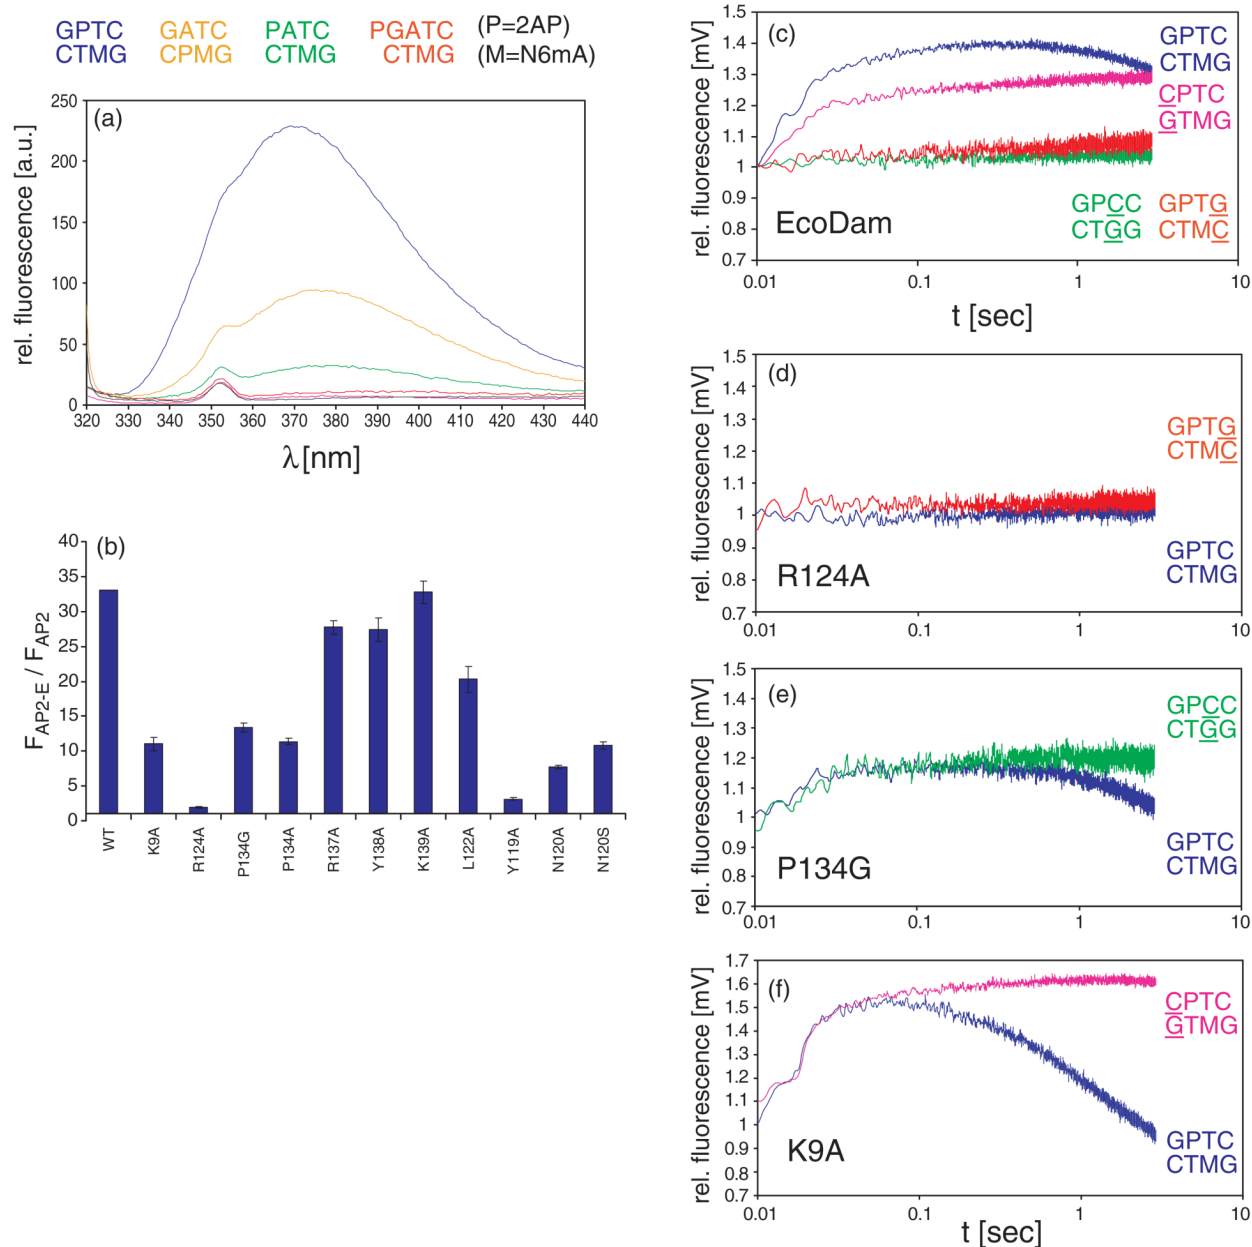 GPTC GATC PATC PGATC (P=2AP)
CTMG CPMG CTMG CTMG (M=N6mA)
(a)
rel. fluorescence [a.u.]
250
200
150
100
50
0
320 330 340 350 360 370 380 390 400 410 420 430 440
λ[nm]
(b)
F AP2-E / F AP2
40
35
30
25
20
15
10
5
0
WT K9A R124A P134G P134A R137A Y138A K139A L122A Y119A N120A N120S
(c)
rel. fluorescence [mV]
1.5
1.4
1.3
1.2
1.1
1
0.9
0.8
0.7
GPTC
CTMG
CPTC
GTMG
GPCC GPTG
CTGG CTMC
EcoDam
0.01 0.1 1 10
t [sec]
(d)
rel. fluorescence [mV]
1.5
1.4
1.3
1.2
1.1
1
0.9
0.8
0.7
GPTG
CTMC
GPTC
CTMG
R124A
0.01 0.1 1 10
(e)
rel. fluorescence [mV]
1.5
1.4
1.3
1.2
1.1
1
0.9
0.8
0.7
GPCC
CTGG
GPTC
CTMG
P134G
0.01 0.1 1 10
(f)
rel. fluorescence [mV]
1.7
1.6
1.5
1.4
1.3
1.2
1.1
1
0.9
0.8
0.7
CPTC
GTMG
GPTC
CTMG
K9A
0.01 0.1 1 10
t [sec]